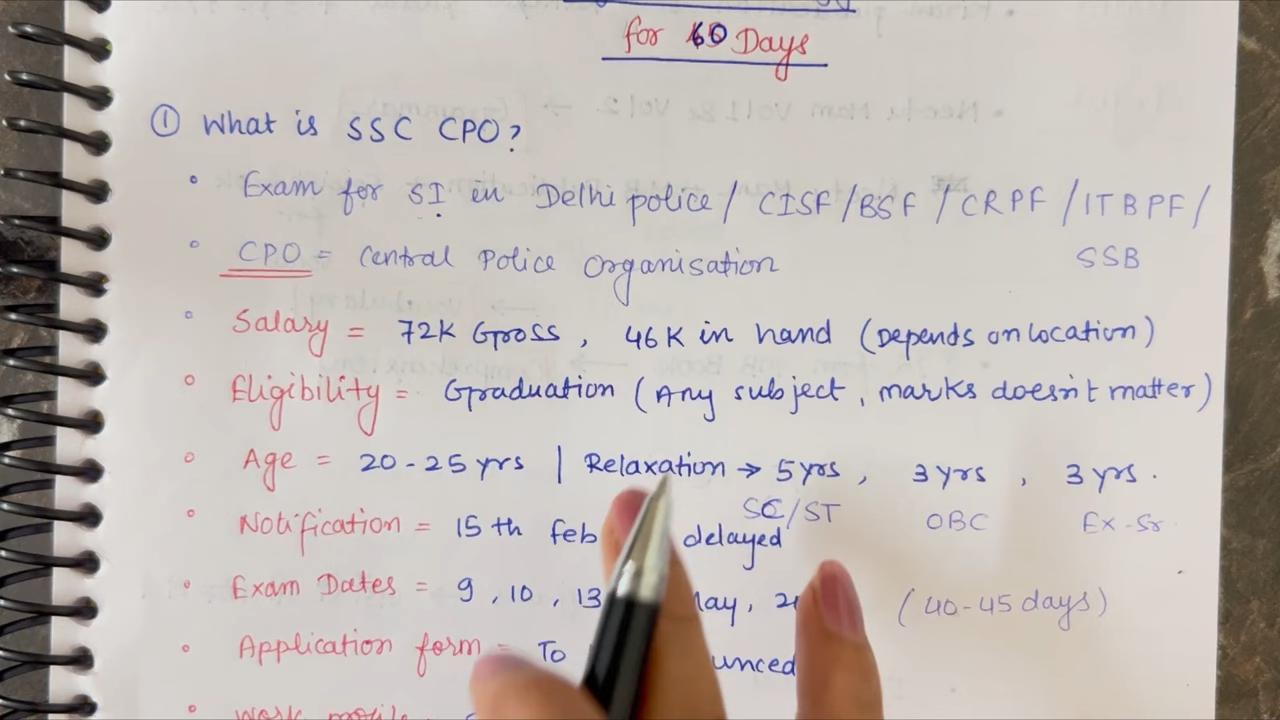 for 60 Days
① What is SSC CPO?
• Exam for SI in Delhi police / CISF / BSF / CRPF / ITBPF /
SSB
• CPO = Central Police Organisation
• Salary = 72K Gross, 46K in hand (Depends on location)
• Eligibility = Graduation (Any subject, marks doesn't matter)
• Age = 20-25 yrs | Relaxation → 5 yrs, 3 yrs, 3 yrs.
SC/ST OBC Ex-Sr
• Notification = 15th feb delayed
• Exam Dates = 9, 10, 13 May, (40-45 days)
• Application form = To